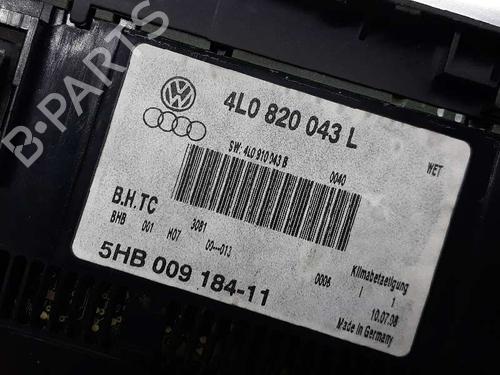 B-PARTS
4L0 820 043 L
SW: 4L0 910 043 B 0040
WET
B.H.TC 3081
BHB 001 H07 00---013
5HB 009 184-11
0006
Klimabetaetigung
I 1
10.07.08
Made in Germany